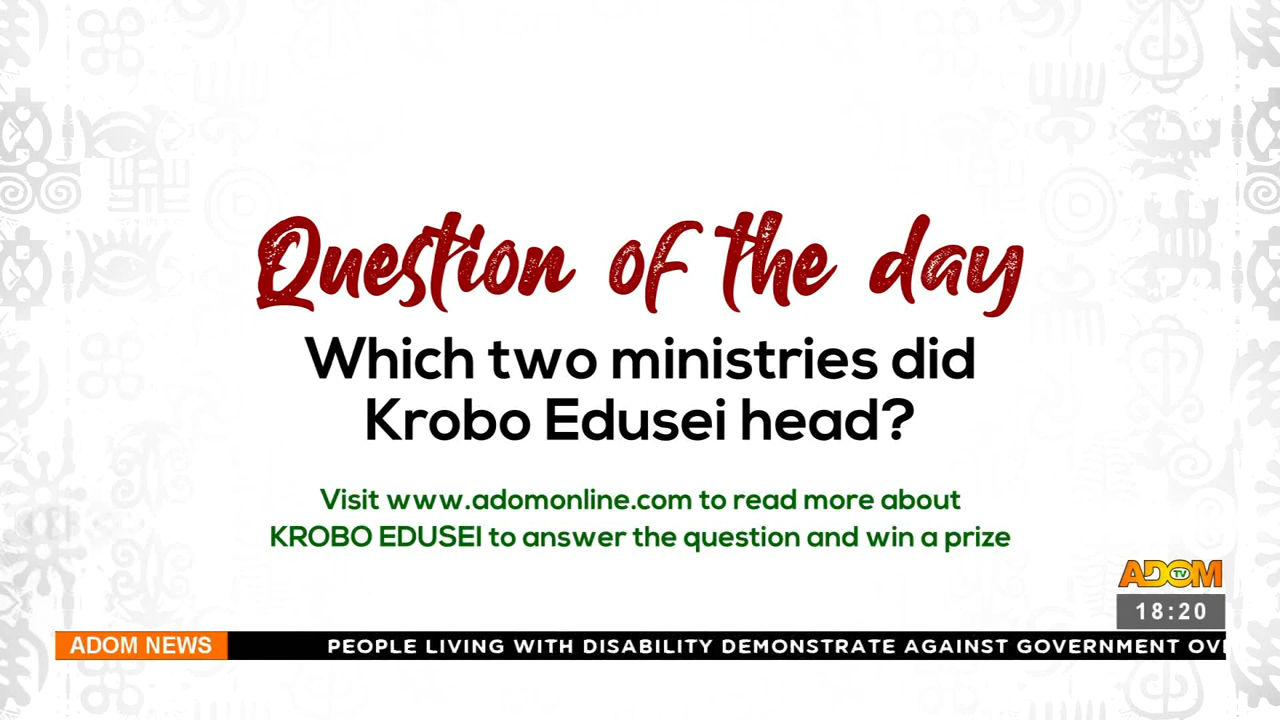 Question of the day
Which two ministries did
Krobo Edusei head?
Visit www.adomonline.com to read more about
KROBO EDUSEI to answer the question and win a prize
ADOM TV
18:20
ADOM NEWS
PEOPLE LIVING WITH DISABILITY DEMONSTRATE AGAINST GOVERNMENT